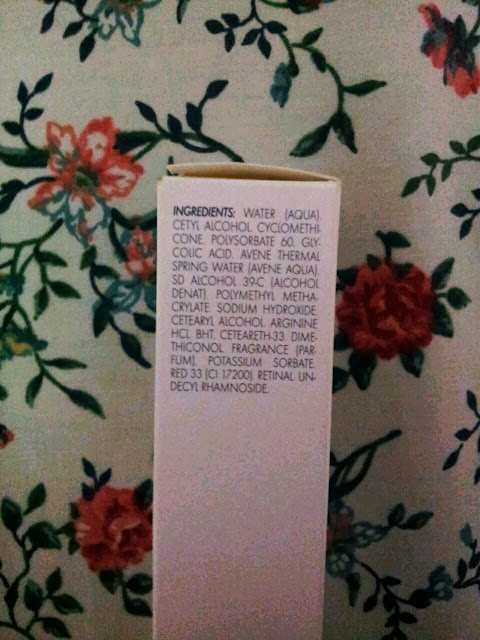 INGREDIENTS: WATER (AQUA).
CETYL ALCOHOL. CYCLOMETHI-
CONE. POLYSORBATE 60. GLY-
COLIC ACID. AVENE THERMAL
SPRING WATER (AVENE AQUA).
SD ALCOHOL 39-C (ALCOHOL
DENAT). POLYMETHYL METHA-
CRYLATE. SODIUM HYDROXIDE.
CETEARYL ALCOHOL. ARGININE
HCL. BHT. CETEARETH-33. DIME-
THICONOL. FRAGRANCE (PAR-
FUM). POTASSIUM SORBATE.
RED 33 (CI 17200). RETINAL. UN-
DECYL RHAMNOSIDE.